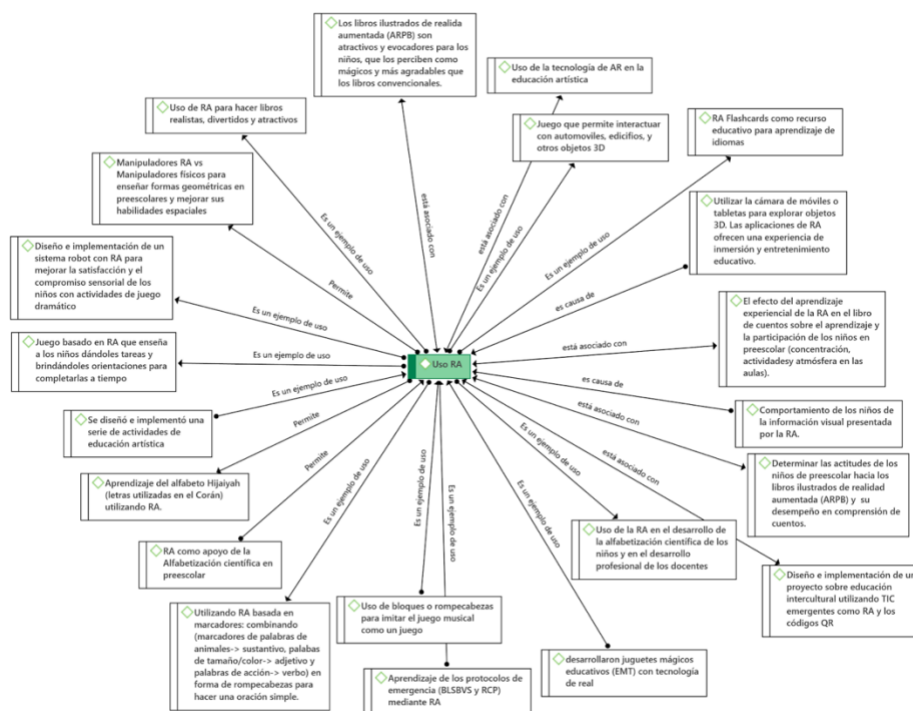 Los libros ilustrados de realida
aumentada (ARPB) son
atractivos y evocadores para los
niños, que los perciben como
mágicos y más agradables que
los libros convencionales.
Uso de la tecnología de AR en la
educación artística
Uso de RA para hacer libros
realistas, divertidos y atractivos
Juego que permite interactuar
con automoviles, edicifios, y
otros objetos 3D
RA Flashcards como recurso
educativo para aprendizaje de
idiomas
Manipuladores RA vs
Manipuladores físicos para
enseñar formas geométricas en
preescolares y mejorar sus
habilidades espaciales
Utilizar la cámara de móviles o
tabletas para explorar objetos
3D. Las aplicaciones de RA
ofrecen una experiencia de
inmersión y entretenimiento
educativo.
Diseño e implementación de un
sistema robot con RA para
mejorar la satisfacción y el
compromiso sensorial de los
niños con actividades de juego
dramático
El efecto del aprendizaje
experiencial de la RA en el libro
de cuentos sobre el aprendizaje y
la participación de los niños en
preescolar (concentración,
actividadesy atmósfera en las
aulas).
Juego basado en RA que enseña
a los niños dándoles tareas y
brindándoles orientaciones para
completarlas a tiempo
Uso RA
Se diseñó e implementó una
serie de actividades de
educación artística
Comportamiento de los niños de
la información visual presentada
por la RA.
Aprendizaje del alfabeto Hijaiyah
(letras utilizadas en el Corán)
utilizando RA.
Determinar las actitudes de los
niños de preescolar hacia los
libros ilustrados de realidad
aumentada (ARPB) y su
desempeño en comprensión de
cuentos.
RA como apoyo de la
Alfabetización científica en
preescolar
Uso de la RA en el desarrollo de
la alfabetización científica de los
niños y en el desarrollo
profesional de los docentes
Diseño e implementación de un
proyecto sobre educación
intercultural utilizando TIC
emergentes como RA y los
códigos QR
Utilizando RA basada en
marcadores: combinando
(marcadores de palabras de
animales-> sustantivo, palabras
de tamaño/color-> adjetivo y
palabras de acción-> verbo) en
forma de rompecabezas para
hacer una oración simple.
Uso de bloques o rompecabezas
para imitar el juego musical
como un juego
Aprendizaje de los protocolos de
emergencia (BLSBVS y RCP)
mediante RA
desarrollaron juguetes mágicos
educativos (EMT) con tecnología
de real
está asociado con
está asociado con
Es un ejemplo de uso
Es un ejemplo de uso
Es un ejemplo de uso
Permite
es causa de
Es un ejemplo de uso
está asociado con
Es un ejemplo de uso
es causa de
Es un ejemplo de uso
está asociado con
Permite
Permite
Es un ejemplo de uso
Es un ejemplo de uso
Es un ejemplo de uso
Es un ejemplo de uso
Es un ejemplo de uso
está asociado con